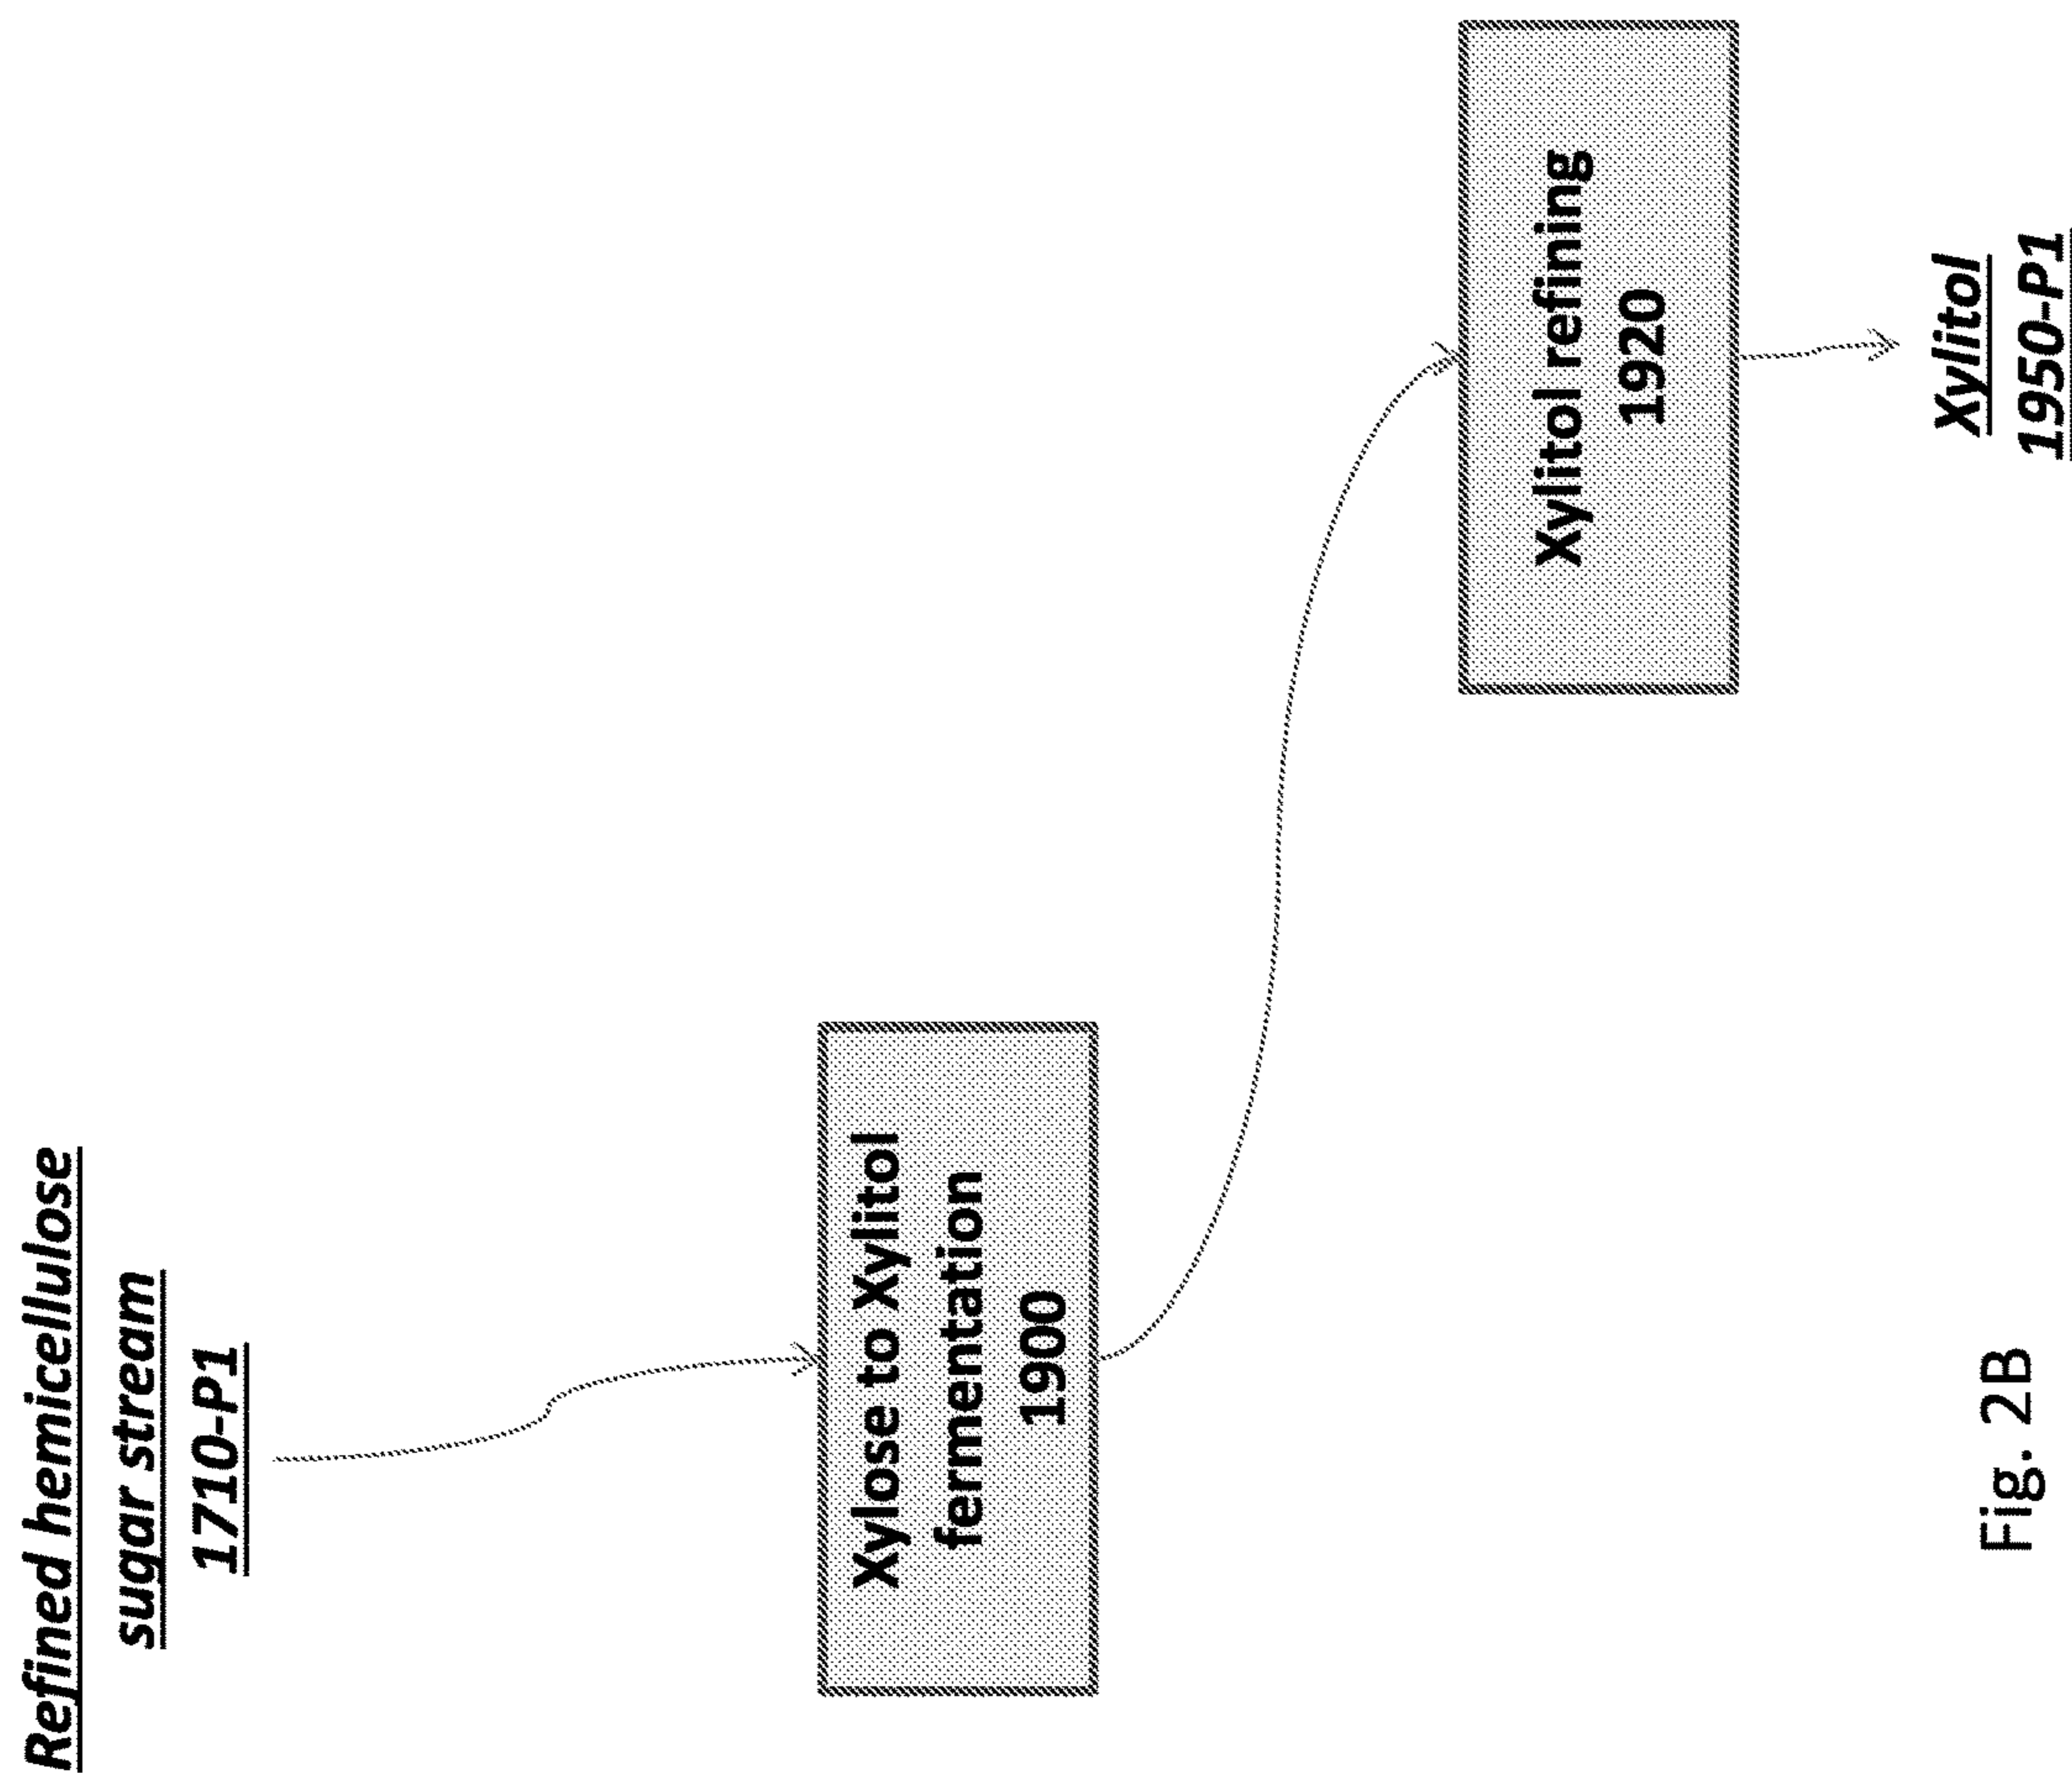 Refined hemicellulose
sugar stream
1710-P1
Xylose to Xylitol
fermentation
1900
Xylitol refining
1920
Xylitol
1950-P1
Fig. 2B